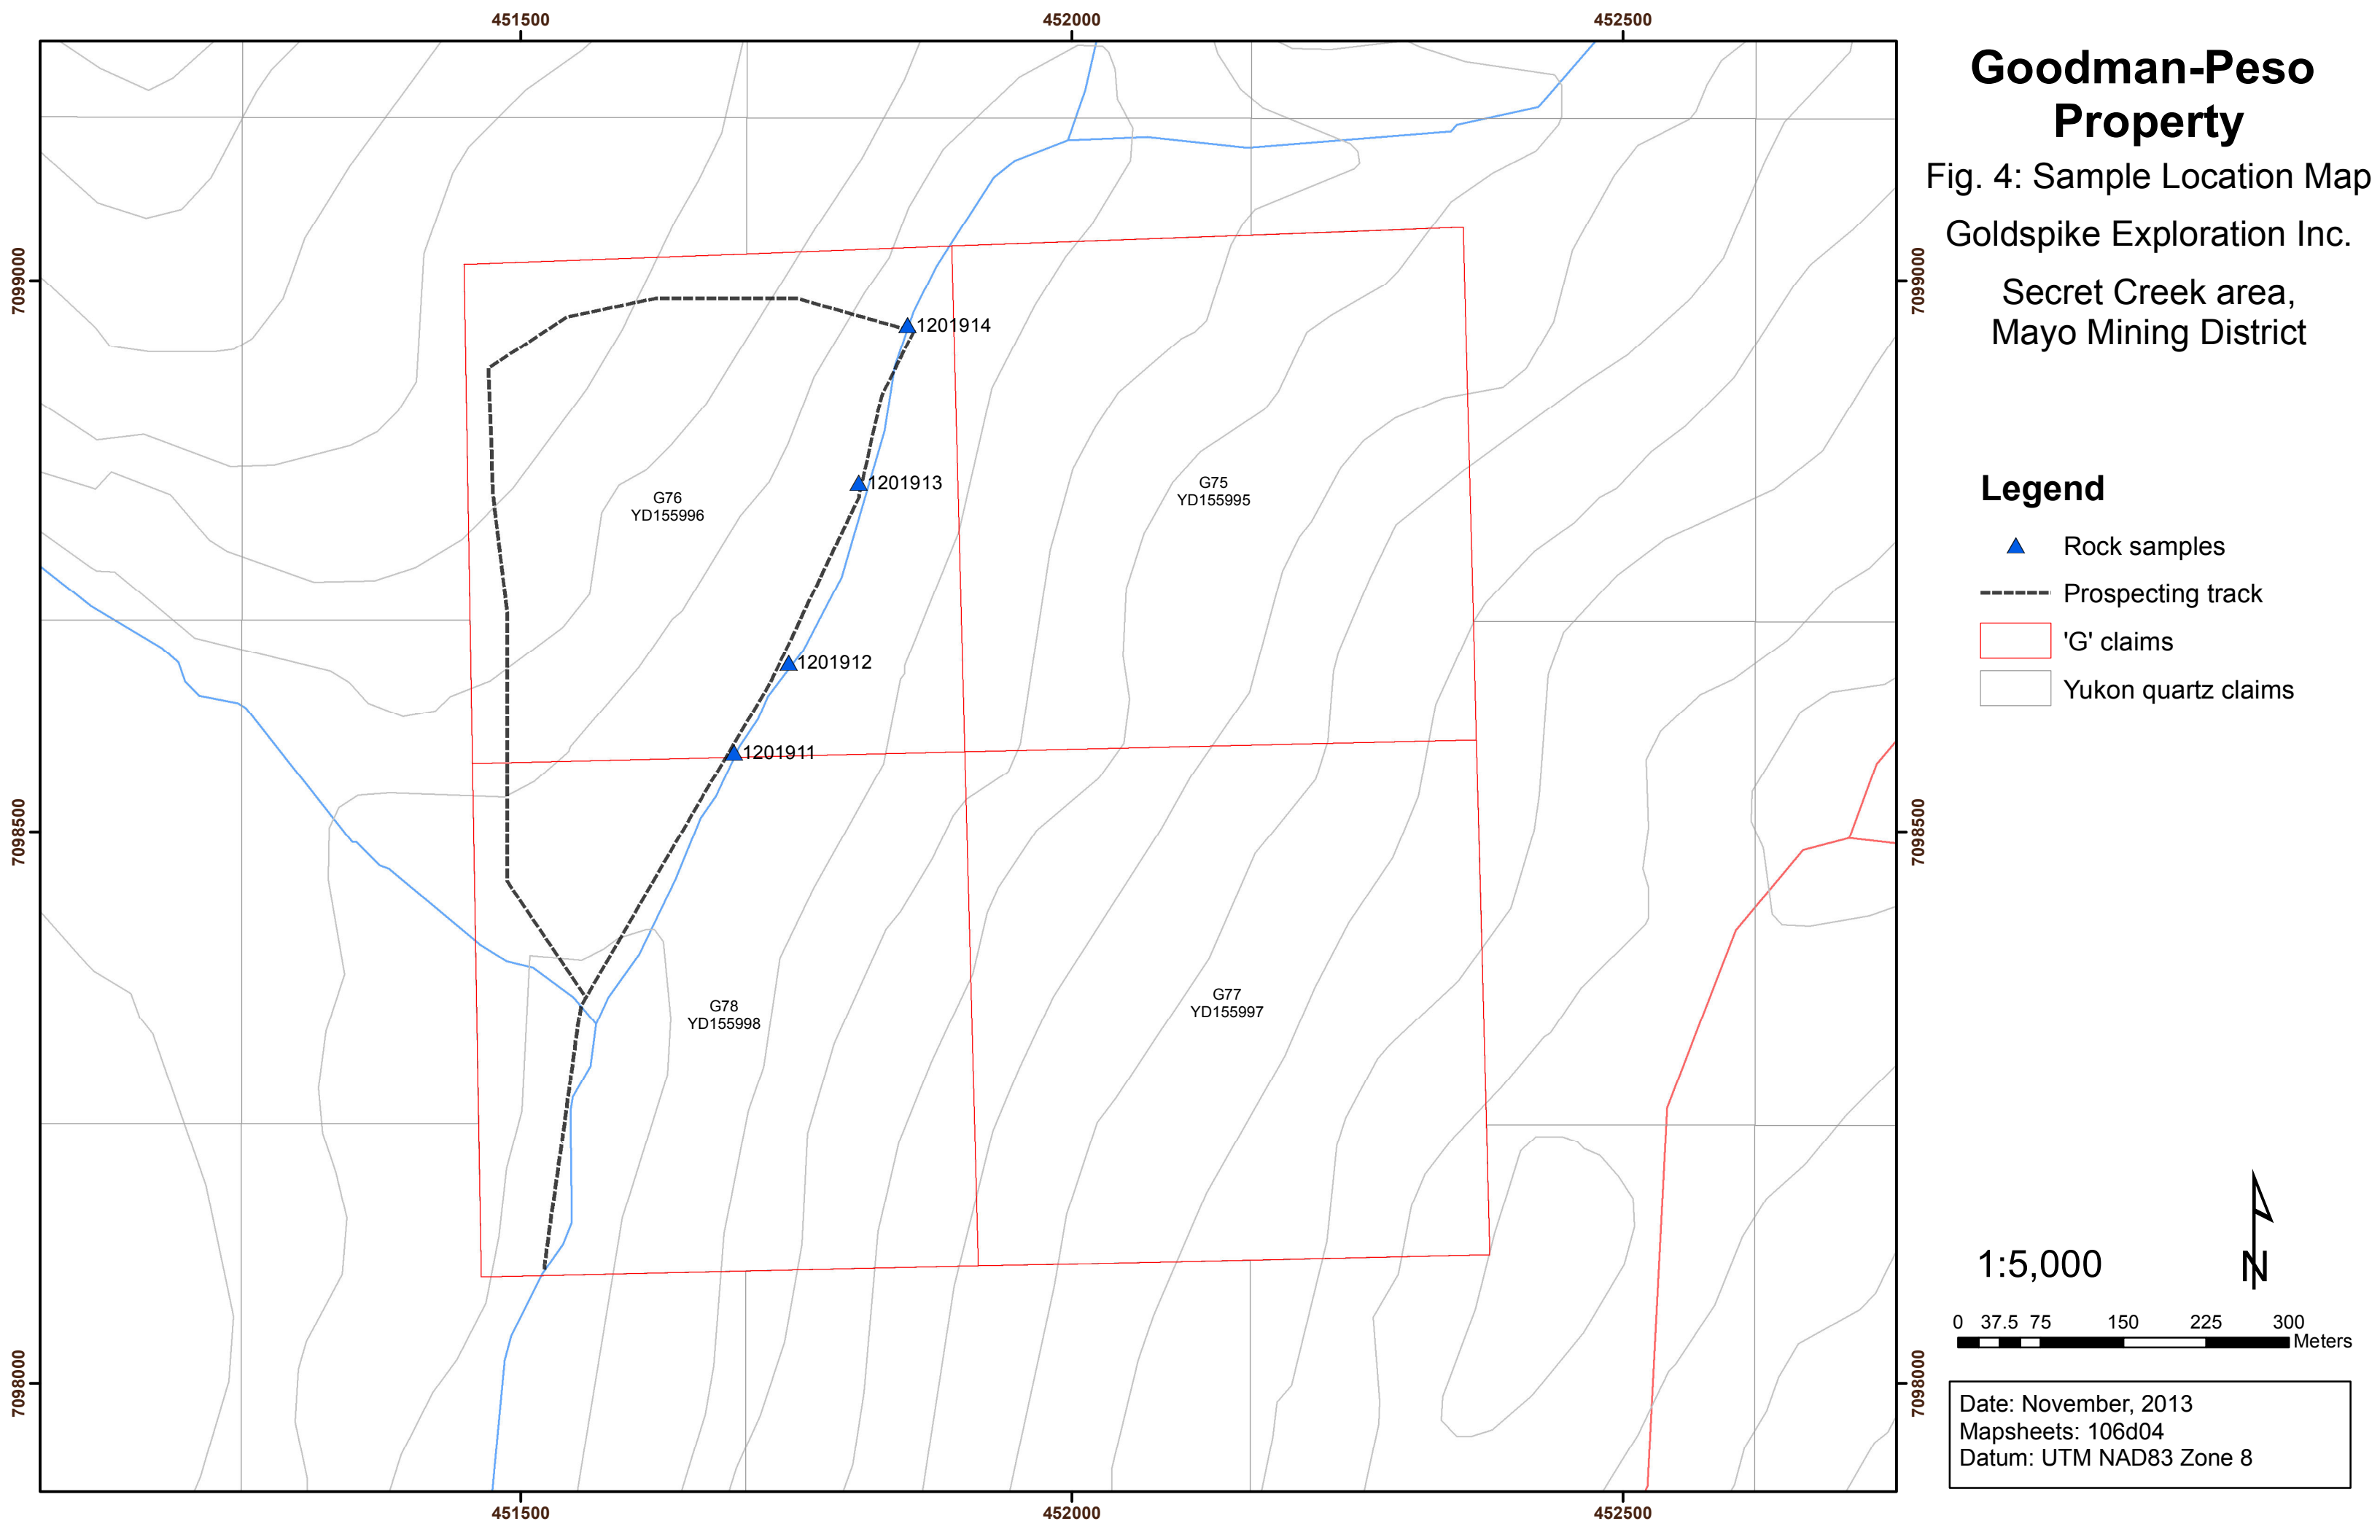 451500 452000 452500
Goodman-Peso
Property
Fig. 4: Sample Location Map
Goldspike Exploration Inc.
Secret Creek area,
Mayo Mining District
7099000 7099000
1201914
1201913
G76
YD155996
G75
YD155995
Legend
Rock samples
Prospecting track
'G' claims
Yukon quartz claims
1201912
1201911
7098500 7098500
G78
YD155998
G77
YD155997
1:5,000
N
0 37.5 75 150 225 300
Meters
7098000 7098000
Date: November, 2013
Mapsheets: 106d04
Datum: UTM NAD83 Zone 8
451500 452000 452500